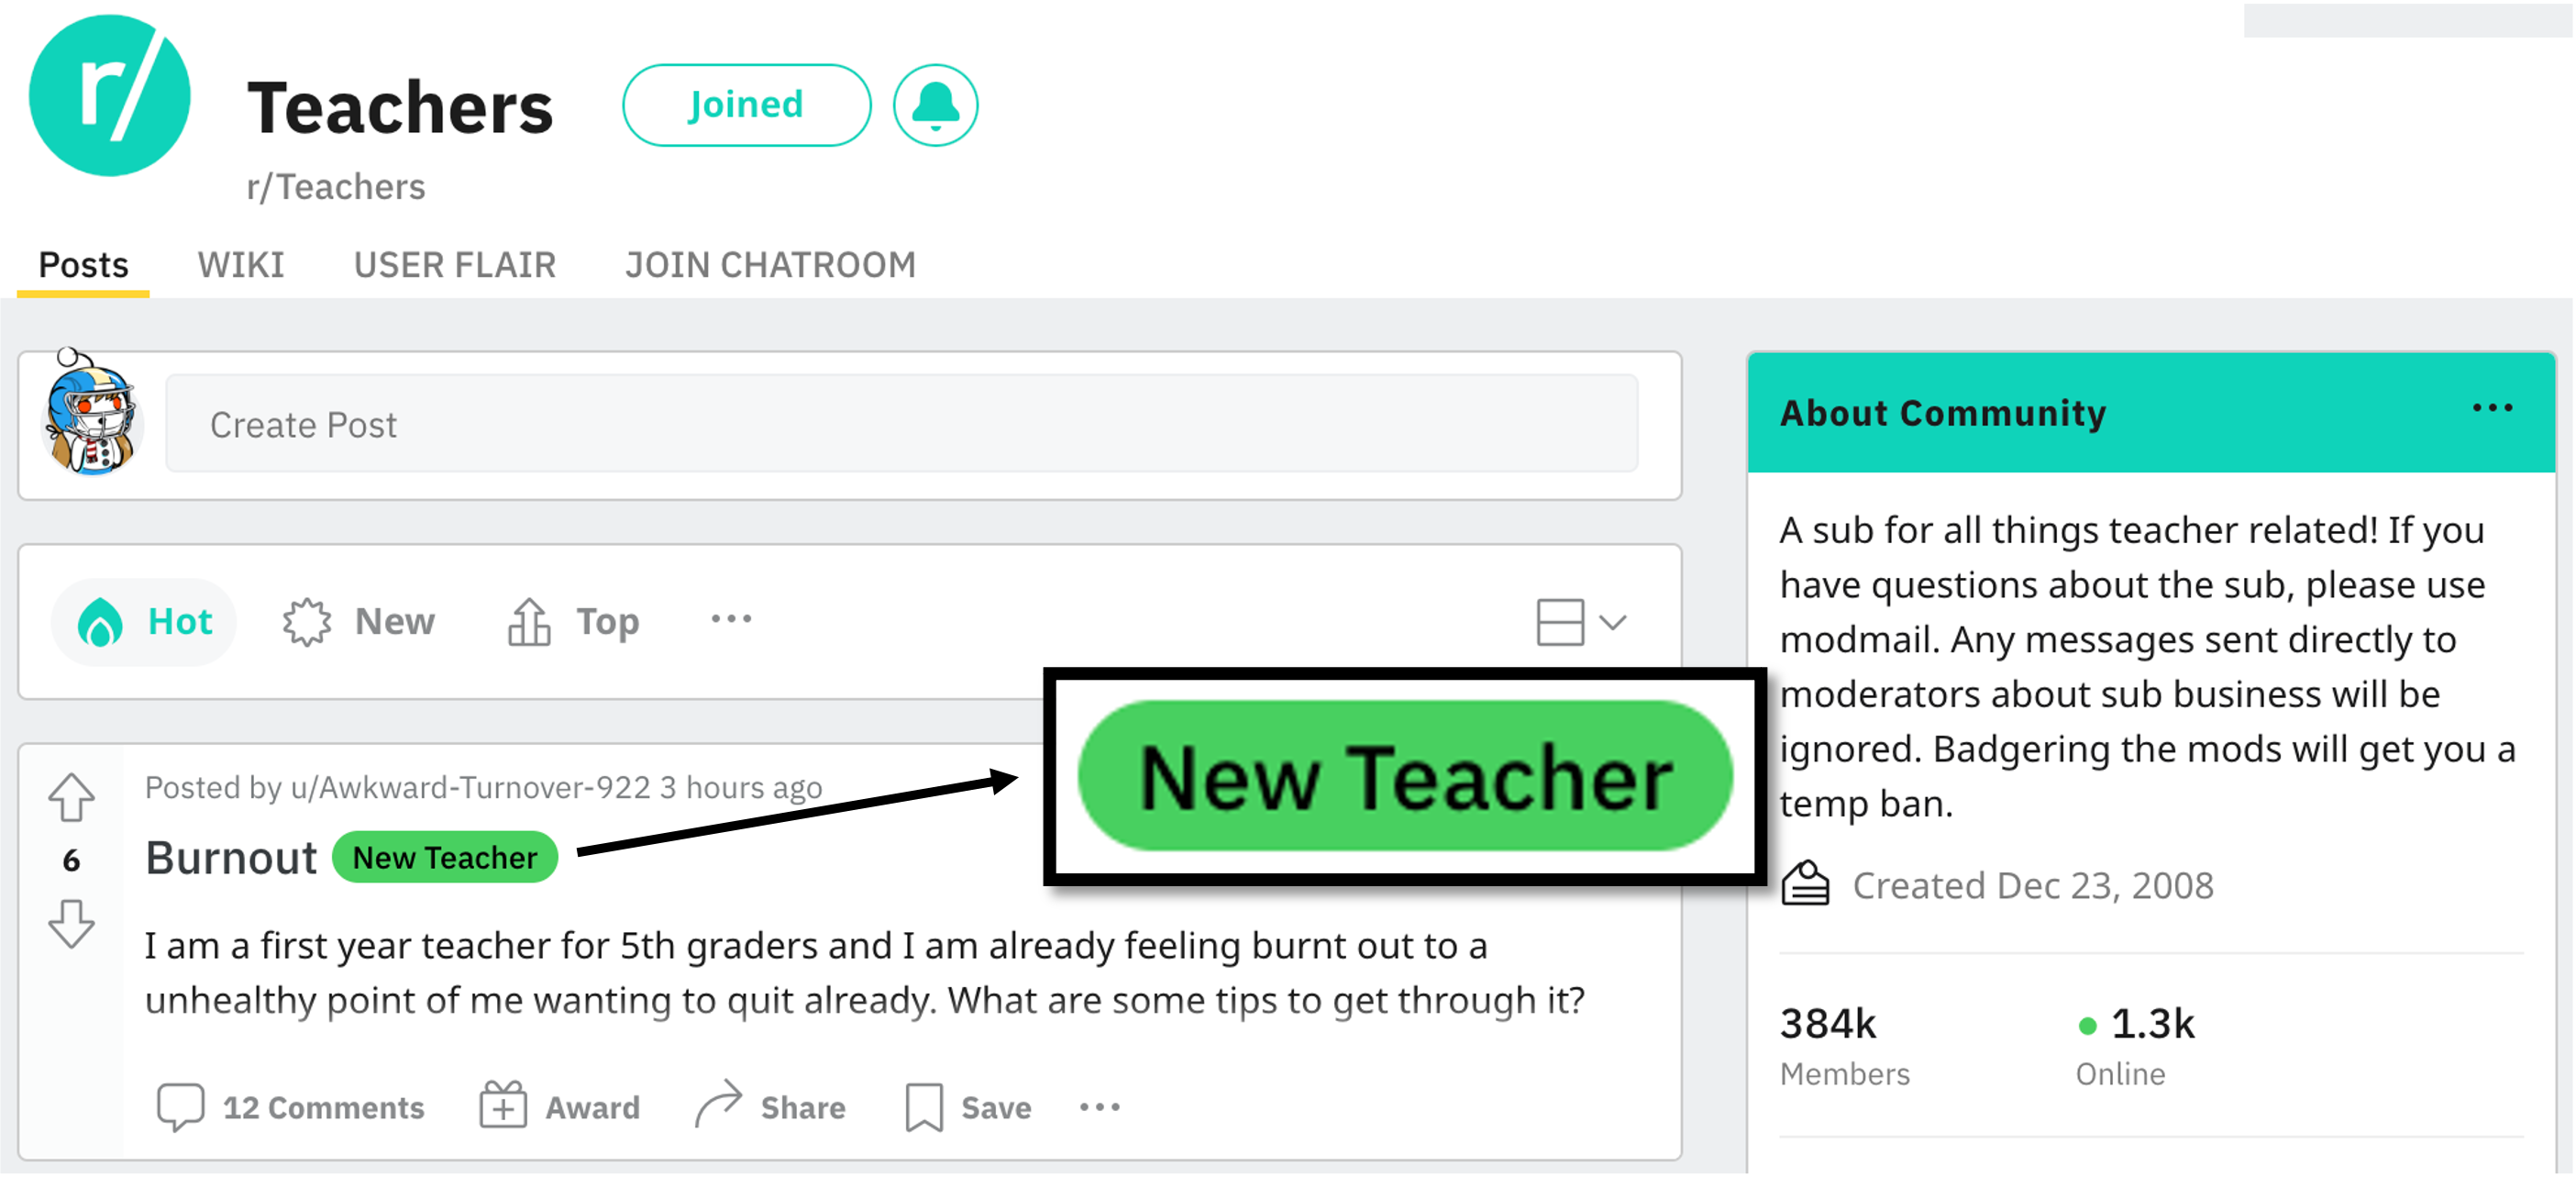 r/
Teachers
Joined
r/Teachers
Posts
WIKI
USER FLAIR
JOIN CHATROOM
Create Post
Hot
New
Top
Posted by u/Awkward-Turnover-922 3 hours ago
6
Burnout
New Teacher
New Teacher
I am a first year teacher for 5th graders and I am already feeling burnt out to a
unhealthy point of me wanting to quit already. What are some tips to get through it?
12 Comments
Award
Share
Save
About Community
A sub for all things teacher related! If you
have questions about the sub, please use
modmail. Any messages sent directly to
moderators about sub business will be
ignored. Badgering the mods will get you a
temp ban.
Created Dec 23, 2008
384k
Members
1.3k
Online